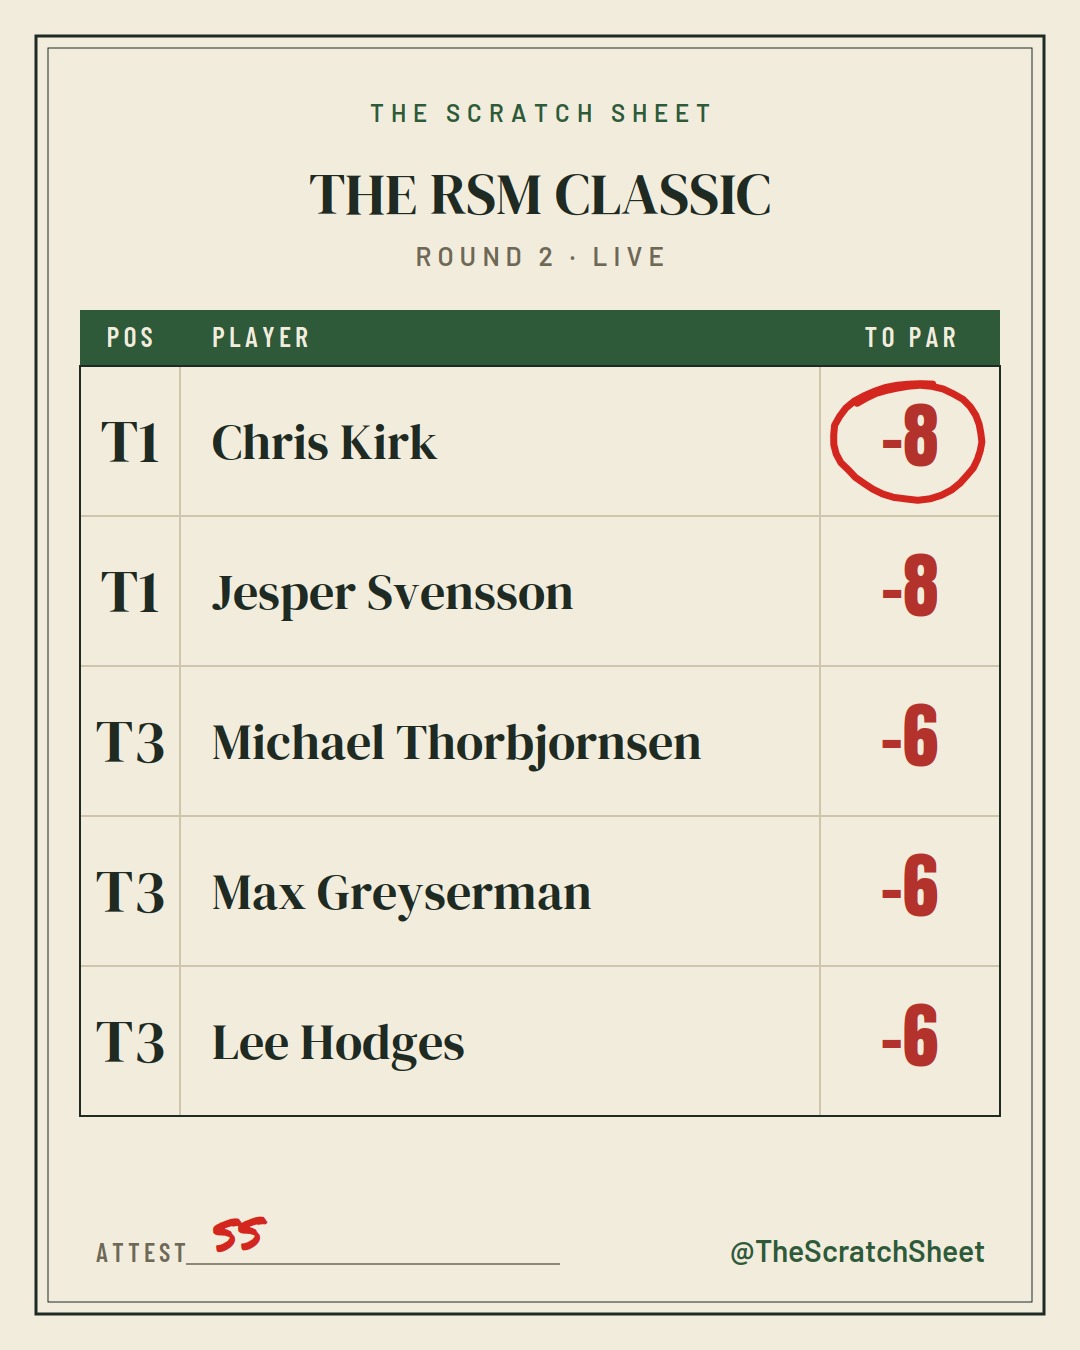 THE SCRATCH SHEET
THE RSM CLASSIC
ROUND 2 · LIVE
POS PLAYER TO PAR
T1 Chris Kirk -8
T1 Jesper Svensson -8
T3 Michael Thorbjornsen -6
T3 Max Greyserman -6
T3 Lee Hodges -6
ATTEST SS @TheScratchSheet